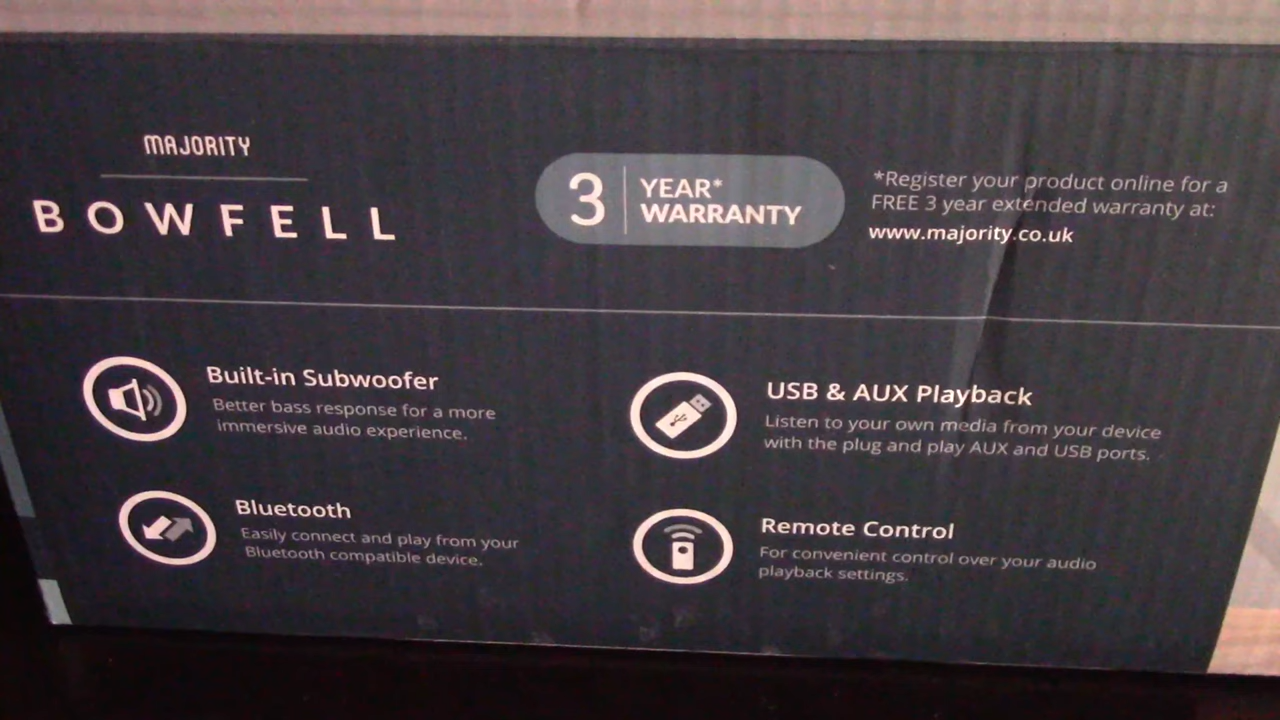 MAJORITY
BOWFELL
3 YEAR*
WARRANTY
*Register your product online for a
FREE 3 year extended warranty at:
www.majority.co.uk
Built-in Subwoofer
Better bass response for a more
immersive audio experience.
USB & AUX Playback
Listen to your own media from your device
with the plug and play AUX and USB ports.
Bluetooth
Easily connect and play from your
Bluetooth compatible device.
Remote Control
For convenient control over your audio
playback settings.